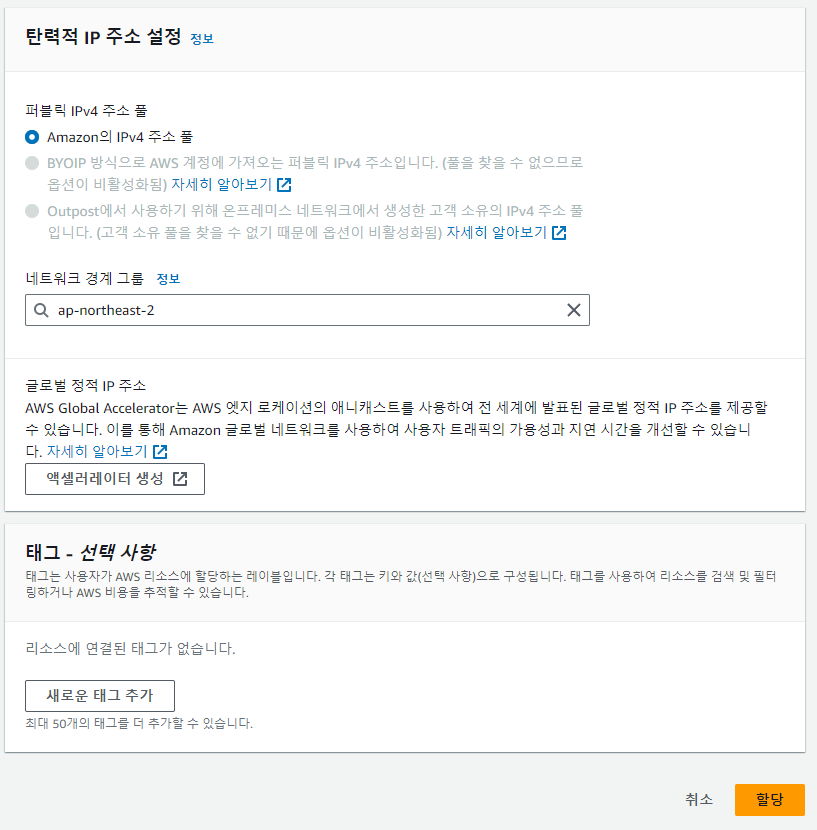 탄력적 IP 주소 설정 정보
퍼블릭 IPv4 주소 풀
Amazon의 IPv4 주소 풀
BYOIP 방식으로 AWS 계정에 가져오는 퍼블릭 IPv4 주소입니다. (풀을 찾을 수 없으므로
옵션이 비활성화됨) 자세히 알아보기
Outpost에서 사용하기 위해 온프레미스 네트워크에서 생성한 고객 소유의 IPv4 주소 풀
입니다. (고객 소유 풀을 찾을 수 없기 때문에 옵션이 비활성화됨) 자세히 알아보기
네트워크 경계 그룹 정보
ap-northeast-2
글로벌 정적 IP 주소
AWS Global Accelerator는 AWS 엣지 로케이션의 애니캐스트를 사용하여 전 세계에 발표된 글로벌 정적 IP 주소를 제공할
수 있습니다. 이를 통해 Amazon 글로벌 네트워크를 사용하여 사용자 트래픽의 가용성과 지연 시간을 개선할 수 있습니
다. 자세히 알아보기
액셀러레이터 생성
태그 - 선택 사항
태그는 사용자가 AWS 리소스에 할당하는 레이블입니다. 각 태그는 키와 값(선택 사항)으로 구성됩니다. 태그를 사용하여 리소스를 검색 및 필터
링하거나 AWS 비용을 추적할 수 있습니다.
리소스에 연결된 태그가 없습니다.
새로운 태그 추가
최대 50개의 태그를 더 추가할 수 있습니다.
취소 할당